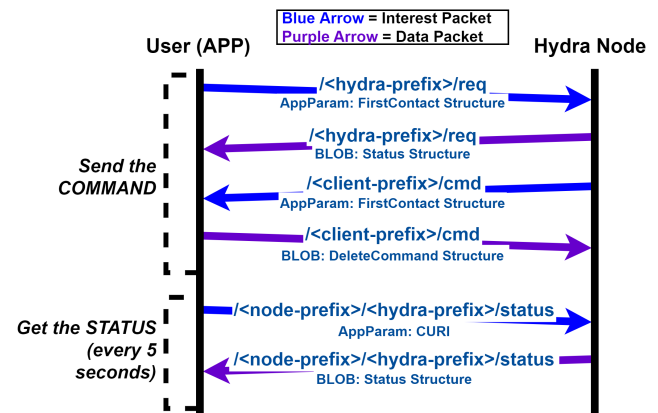 Blue Arrow = Interest Packet
Purple Arrow = Data Packet
User (APP)
Hydra Node
/<hydra-prefix>/req
AppParam: FirstContact Structure
/<hydra-prefix>/req
BLOB: Status Structure
Send the
COMMAND
/<client-prefix>/cmd
AppParam: FirstContact Structure
/<client-prefix>/cmd
BLOB: DeleteCommand Structure
Get the STATUS
(every 5
seconds)
/<node-prefix>/<hydra-prefix>/status
AppParam: CURI
/<node-prefix>/<hydra-prefix>/status
BLOB: Status Structure